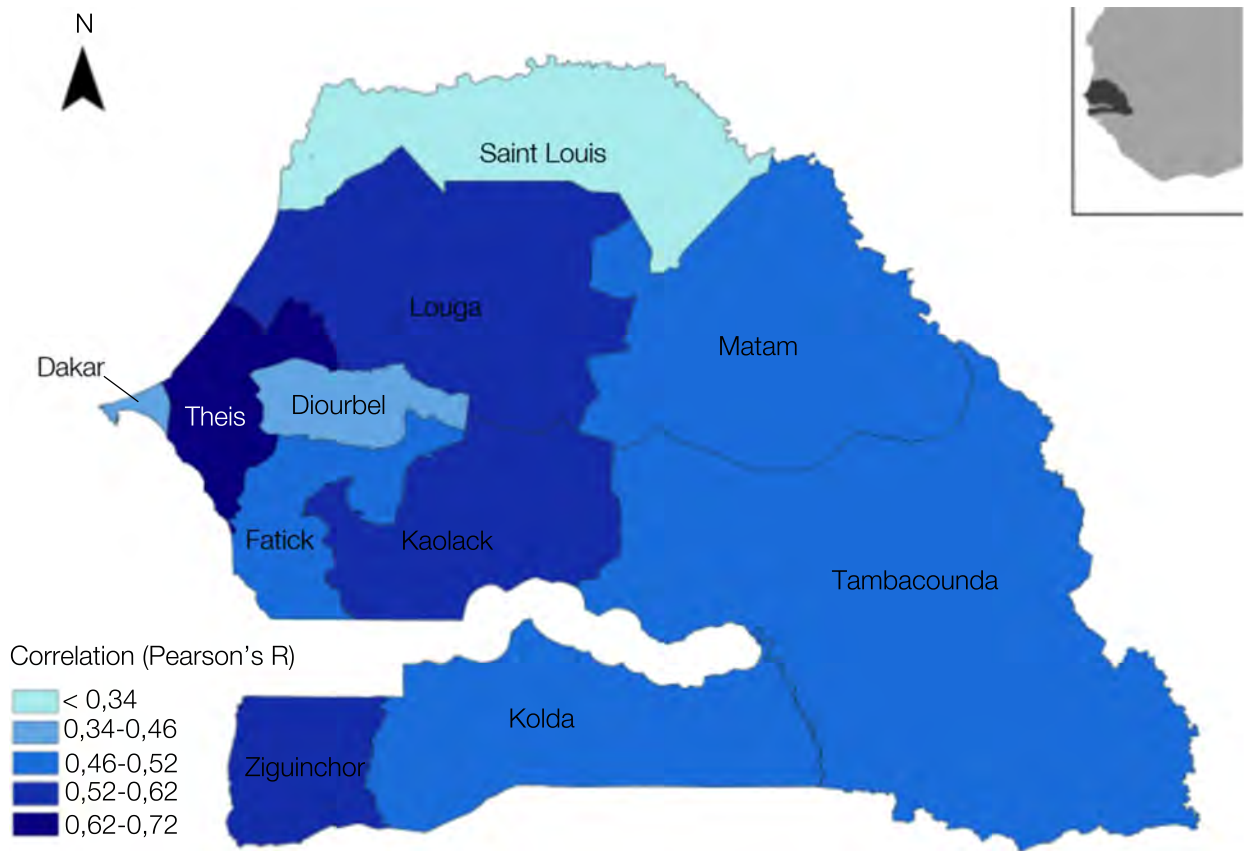 N
Saint Louis
Louga
Matam
Dakar
Theis
Diourbel
Fatick
Kaolack
Tambacounda
Correlation (Pearson's R)
< 0,34
0,34-0,46
0,46-0,52
0,52-0,62
0,62-0,72
Kolda
Ziguinchor